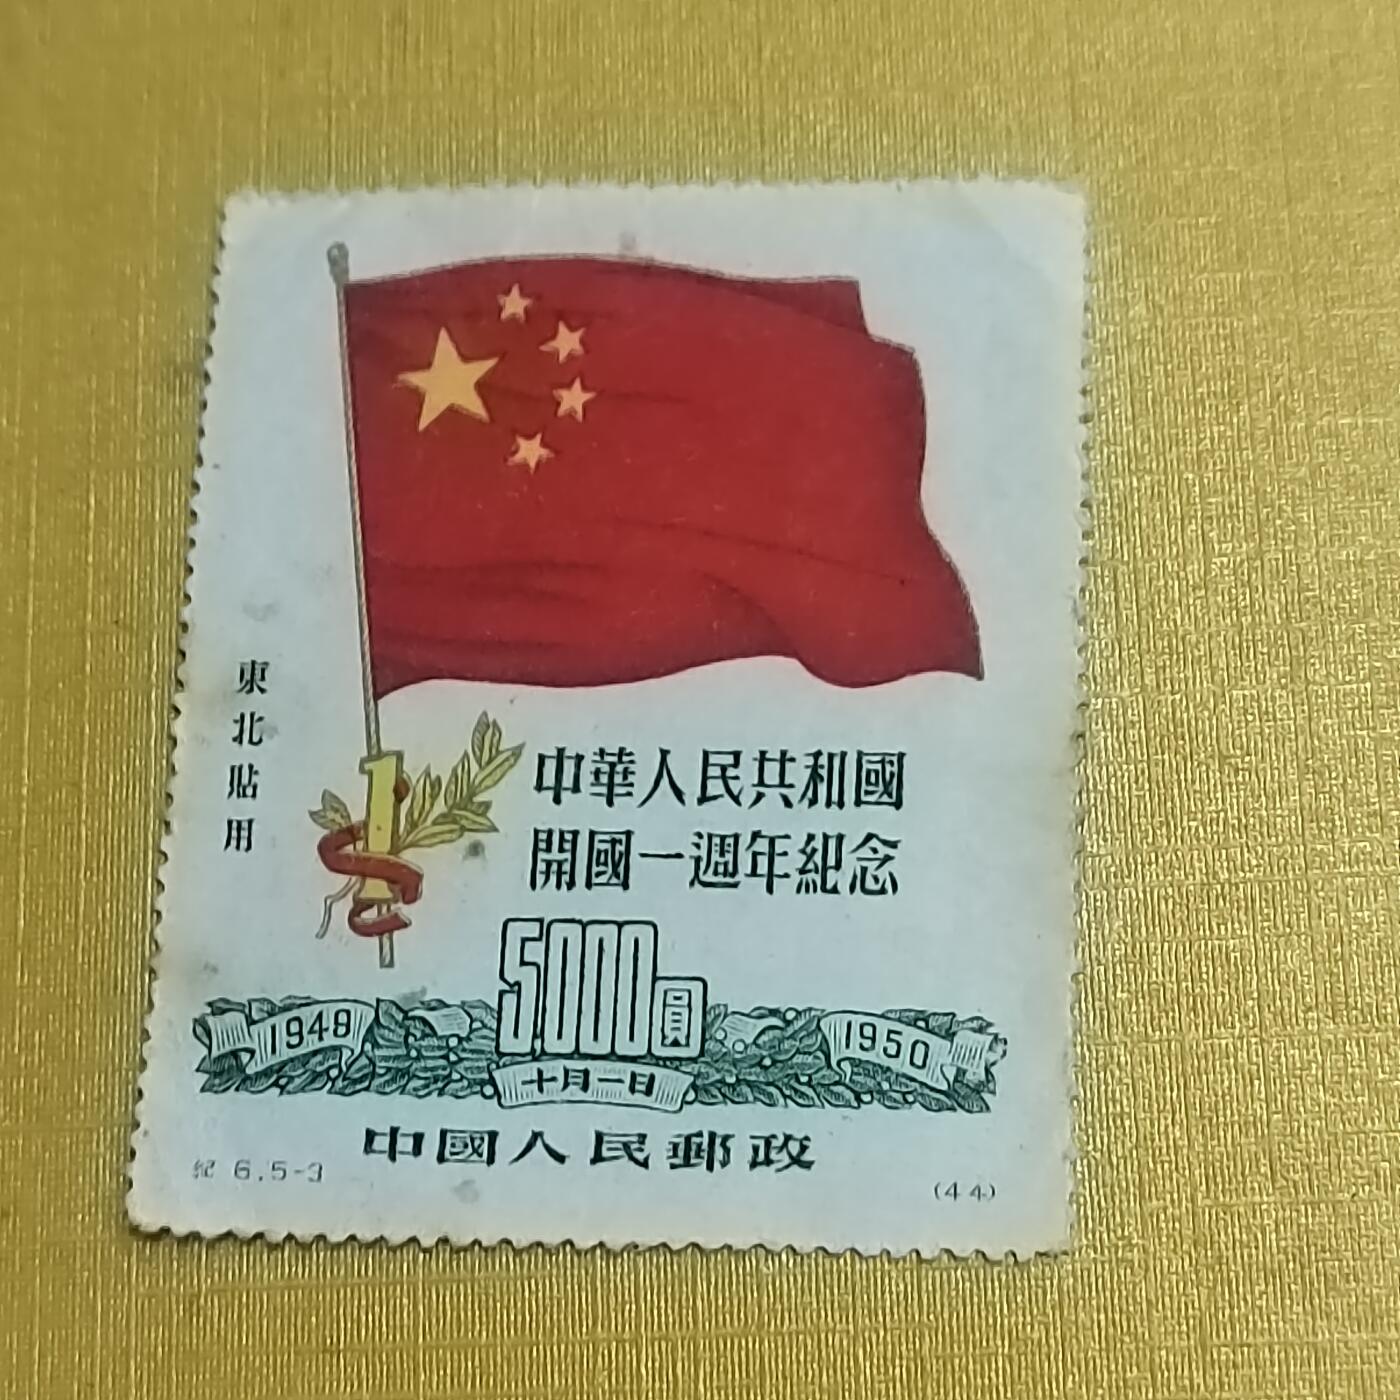 東北貼用
中華人民共和國
開國一週年紀念
5,000圓
1949
1950
十月一日
中國人民郵政
紀 6.5-3
(44)